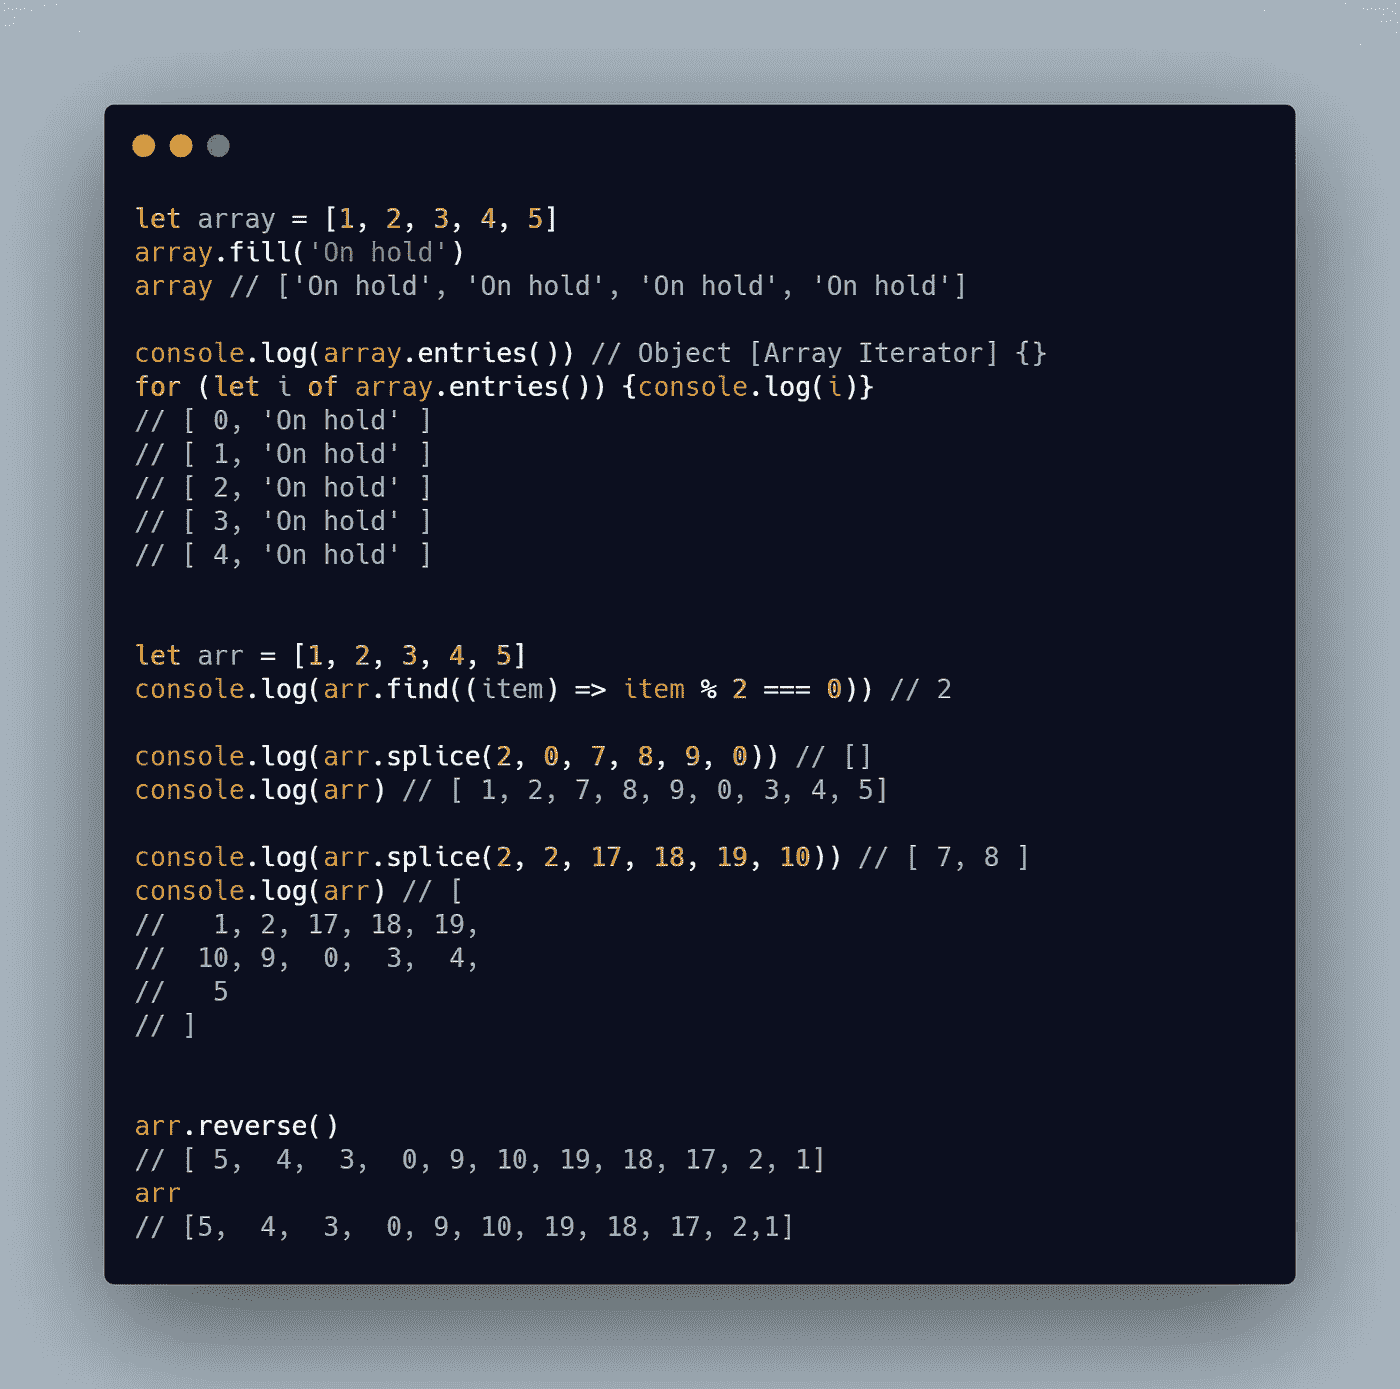 let array = [1, 2, 3, 4, 5]
array.fill('On hold')
array // ['On hold', 'On hold', 'On hold', 'On hold']
console.log(array.entries()) // Object [Array Iterator] {}
for (let i of array.entries()) {console.log(i)}
// [ 0, 'On hold' ]
// [ 1, 'On hold' ]
// [ 2, 'On hold' ]
// [ 3, 'On hold' ]
// [ 4, 'On hold' ]
let arr = [1, 2, 3, 4, 5]
console.log(arr.find((item) => item % 2 === 0)) // 2
console.log(arr.splice(2, 0, 7, 8, 9, 0)) // []
console.log(arr) // [ 1, 2, 7, 8, 9, 0, 3, 4, 5]
console.log(arr.splice(2, 2, 17, 18, 19, 10)) // [ 7, 8 ]
console.log(arr) // [
//   1, 2, 17, 18, 19,
//  10, 9,  0,  3,  4,
//   5
// ]
arr.reverse()
// [ 5,  4,  3,  0, 9, 10, 19, 18, 17, 2, 1]
arr
// [5,  4,  3,  0, 9, 10, 19, 18, 17, 2,1]